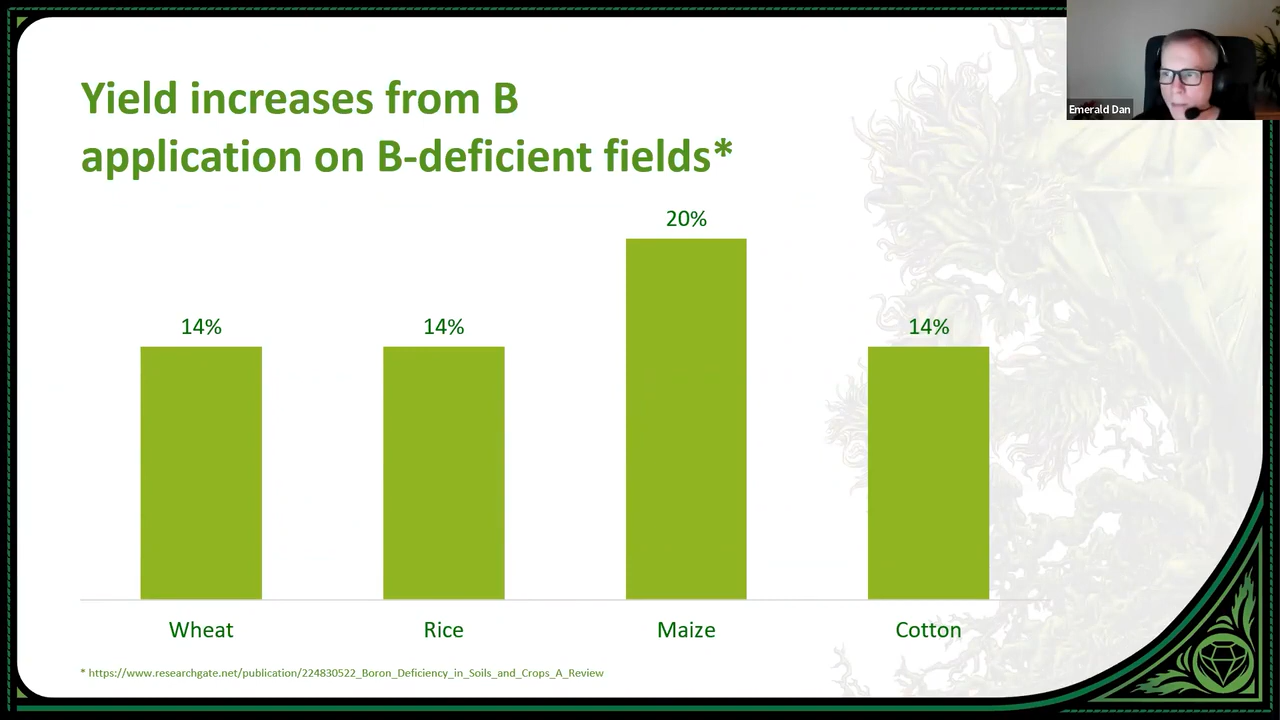 Yield increases from B
application on B-deficient fields*
Emerald Dan
20%
14%
14%
14%
Wheat
Rice
Maize
Cotton
* https://www.researchgate.net/publication/224830522_Boron_Deficiency_in_Soils_and_Crops_A_Review